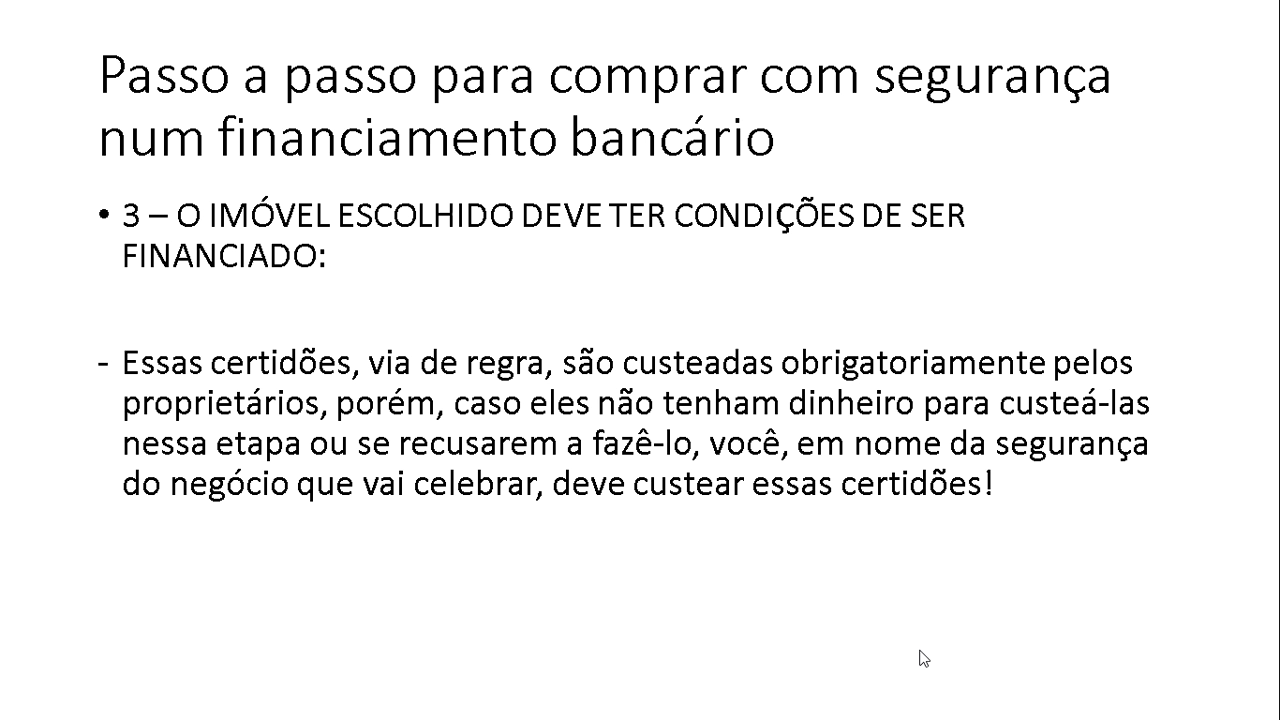 Passo a passo para comprar com segurança
num financiamento bancário
• 3 – O IMÓVEL ESCOLHIDO DEVE TER CONDIÇÕES DE SER
FINANCIADO:
- Essas certidões, via de regra, são custeadas obrigatoriamente pelos
proprietários, porém, caso eles não tenham dinheiro para custeá-las
nessa etapa ou se recusarem a fazê-lo, você, em nome da segurança
do negócio que vai celebrar, deve custear essas certidões!